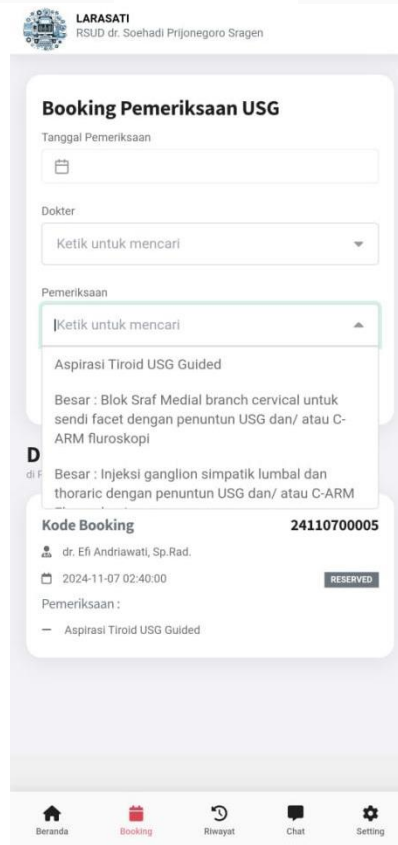 LARASATI
RSUD dr. Soehadi Prijonegoro Sragen
Booking Pemeriksaan USG
Tanggal Pemeriksaan
Dokter
Ketik untuk mencari
Pemeriksaan
Ketik untuk mencari
Aspirasi Tiroid USG Guided
Besar : Blok Sraf Medial branch cervical untuk
sendi facet dengan penuntun USG dan/ atau C-
ARM fluroskopi
D
di
Besar : Injeksi ganglion simpatik lumbal dan
thoraric dengan penuntun USG dan/ atau C-ARM
Kode Booking 24110700005
dr. Efi Andriawati, Sp.Rad.
2024-11-07 02:40:00 RESERVED
Pemeriksaan :
— Aspirasi Tiroid USG Guided
Beranda Booking Riwayat Chat Setting